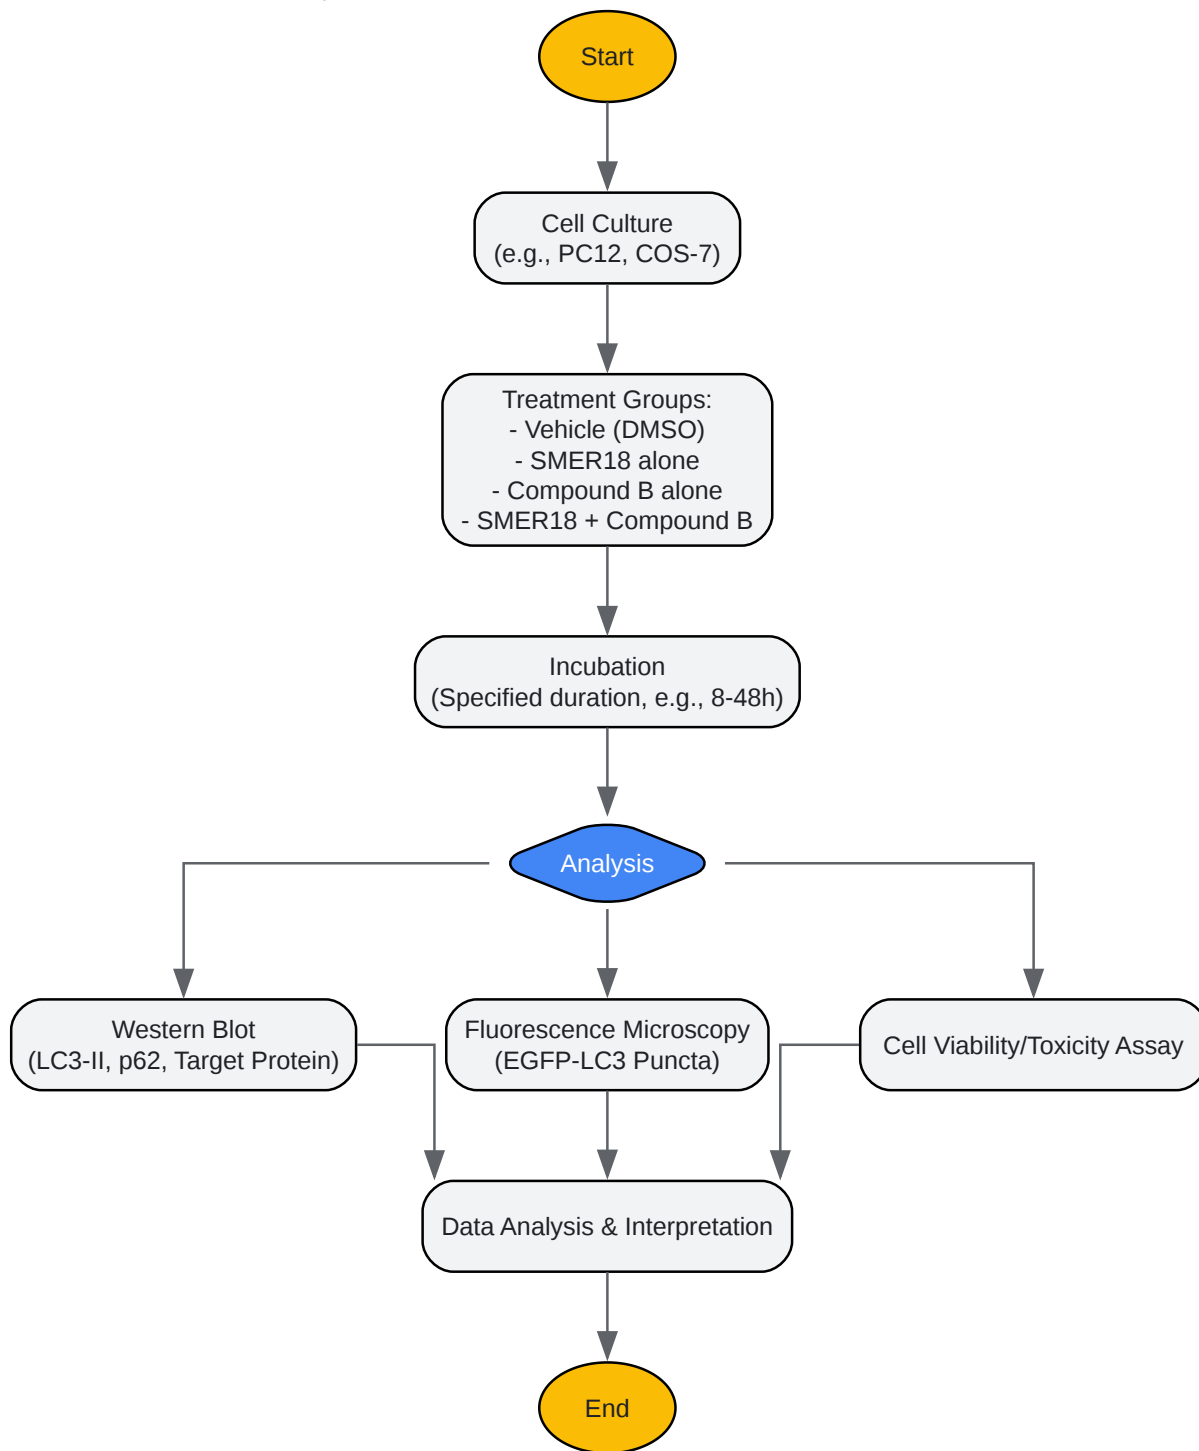 Start
Cell Culture
(e.g., PC12, COS-7)
Treatment Groups:
- Vehicle (DMSO)
- SMER18 alone
- Compound B alone
- SMER18 + Compound B
Incubation
(Specified duration, e.g., 8-48h)
Analysis
Western Blot
(LC3-II, p62, Target Protein)
Fluorescence Microscopy
(EGFP-LC3 Puncta)
Cell Viability/Toxicity Assay
Data Analysis & Interpretation
End